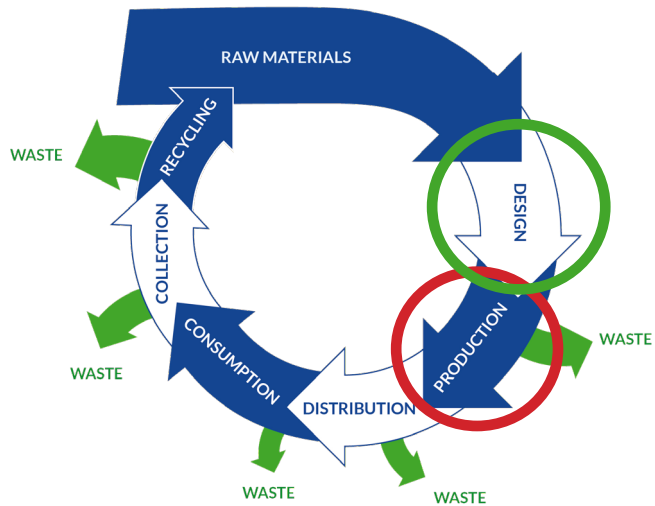 RAW MATERIALS
DESIGN
PRODUCTION
WASTE
DISTRIBUTION
WASTE
CONSUMPTION
WASTE
COLLECTION
WASTE
RECYCLING
WASTE